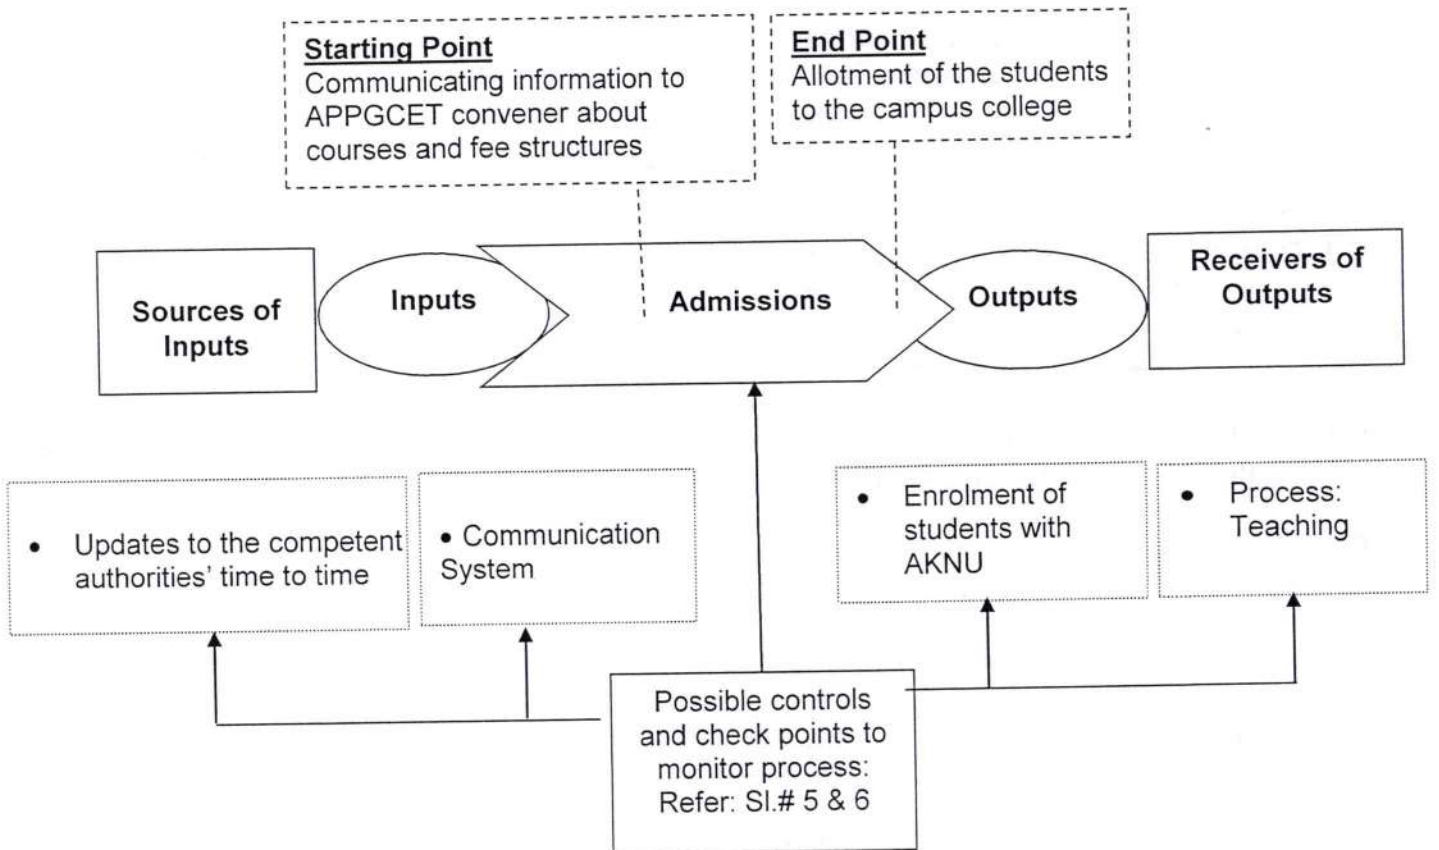 Starting Point
Communicating information to
APPGCET convener about
courses and fee structures
End Point
Allotment of the students
to the campus college
Sources of
Inputs
Inputs
Admissions
Outputs
Receivers of
Outputs
• Updates to the competent
authorities’ time to time
• Communication
System
• Enrolment of
students with
AKNU
• Process:
Teaching
Possible controls
and check points to
monitor process:
Refer: Sl.# 5 & 6